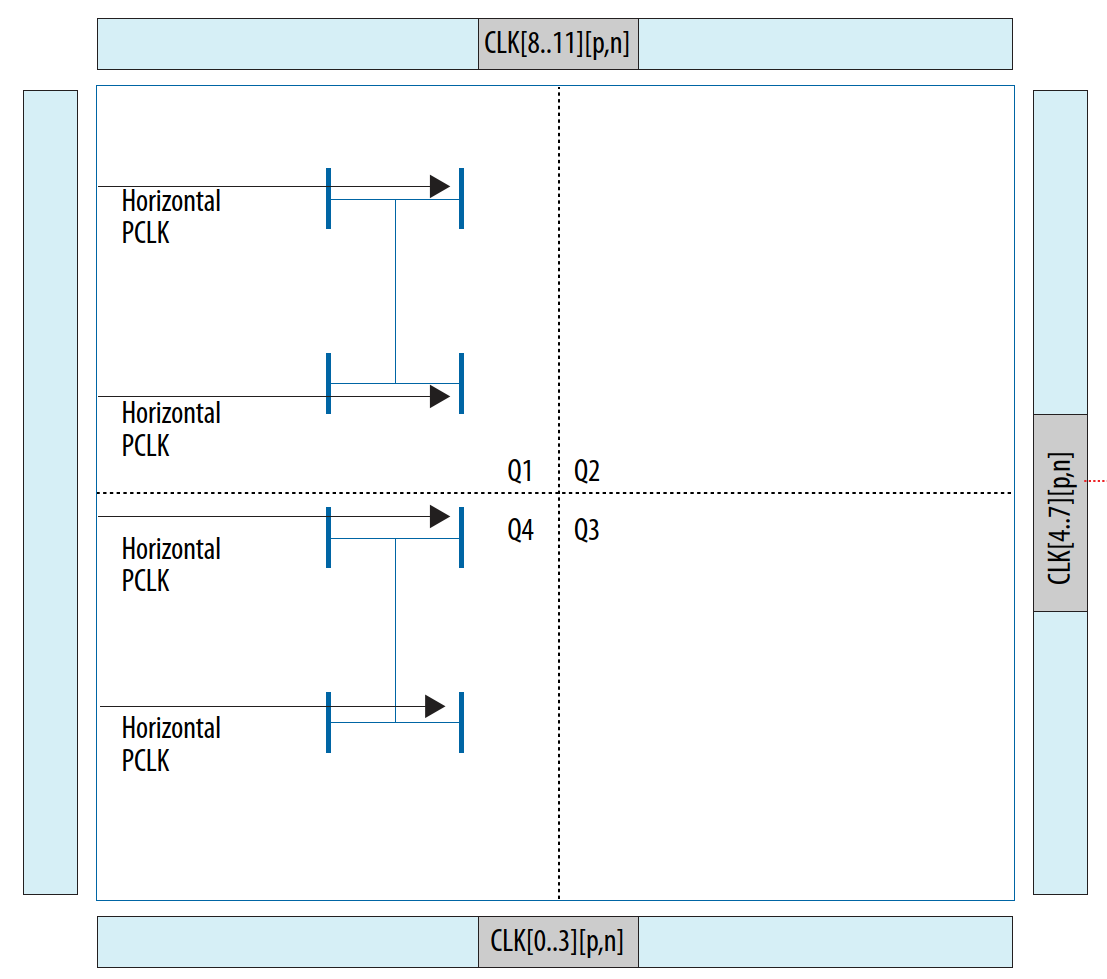 CLK[8..11][p,n]
Horizontal
PCLK
Horizontal
PCLK
Q1
Q2
CLK[4..7][p,n]
Q4
Q3
Horizontal
PCLK
Horizontal
PCLK
CLK[0..3][p,n]